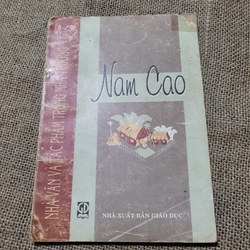 NHÀ VĂN VÀ TÁC PHẨM TRONG NHÀ TRƯỜNG
Nam Cao
NHÀ XUẤT BẢN GIÁO DỤC